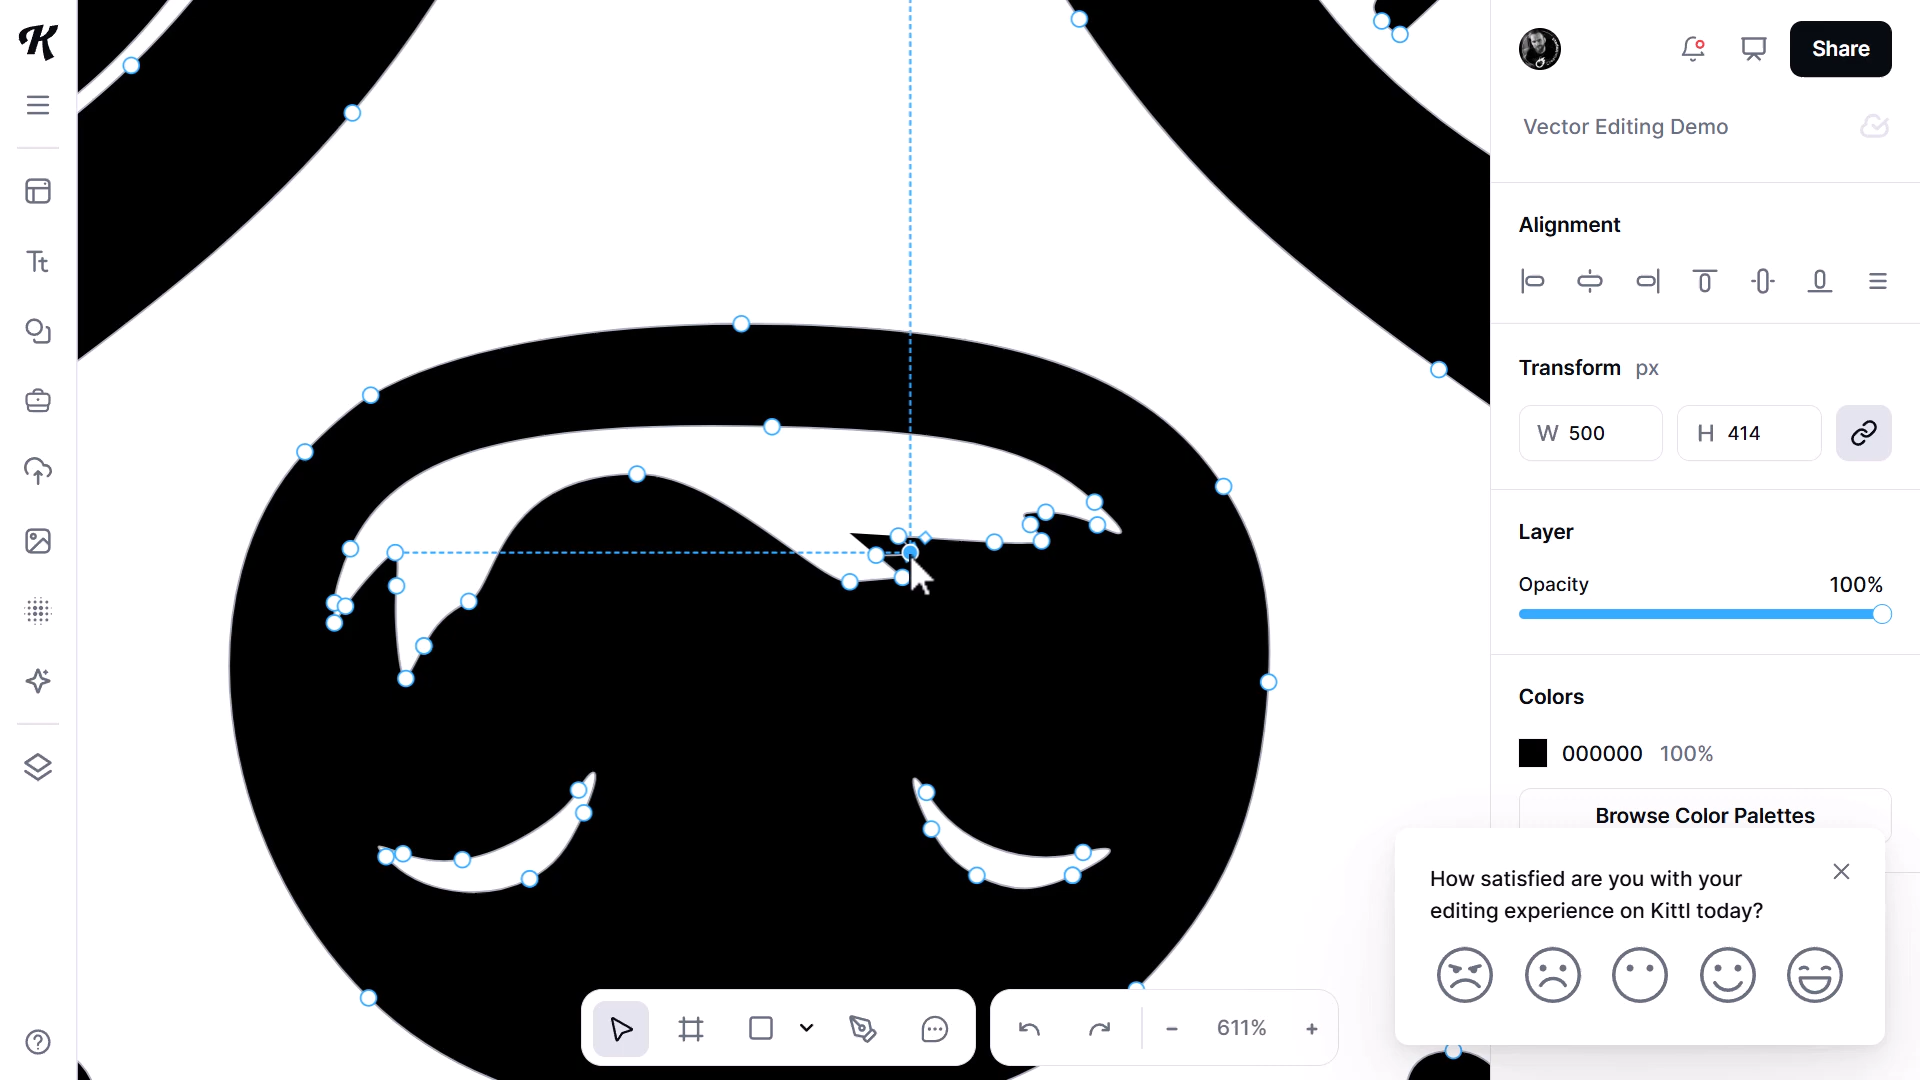 K
Share
Vector Editing Demo
Alignment
Tt
Transform px
W 500
H 414
Layer
Opacity 100%
Colors
000000 100%
Browse Color Palettes
How satisfied are you with your
editing experience on Kittl today?
611%